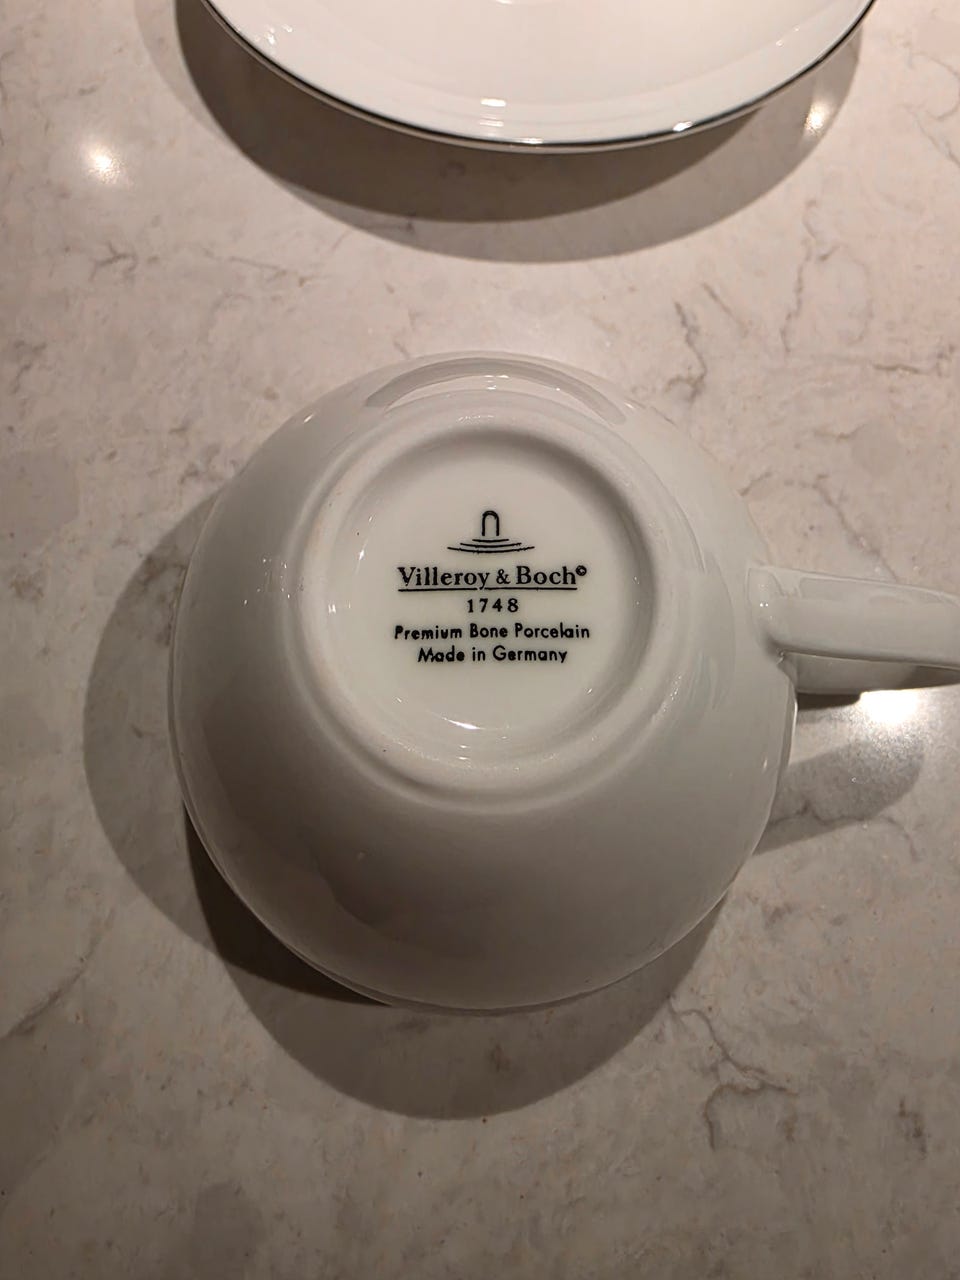 Villeroy & Boch©
1748
Premium Bone Porcelain
Made in Germany